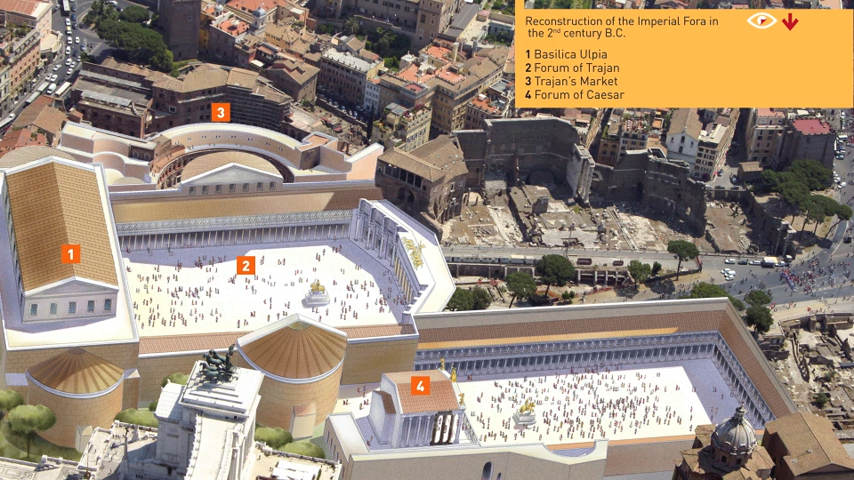 Reconstruction of the Imperial Fora in
the 2nd century B.C.
1 Basilica Ulpia
2 Forum of Trajan
3 Trajan's Market
4 Forum of Caesar
3
1
2
4